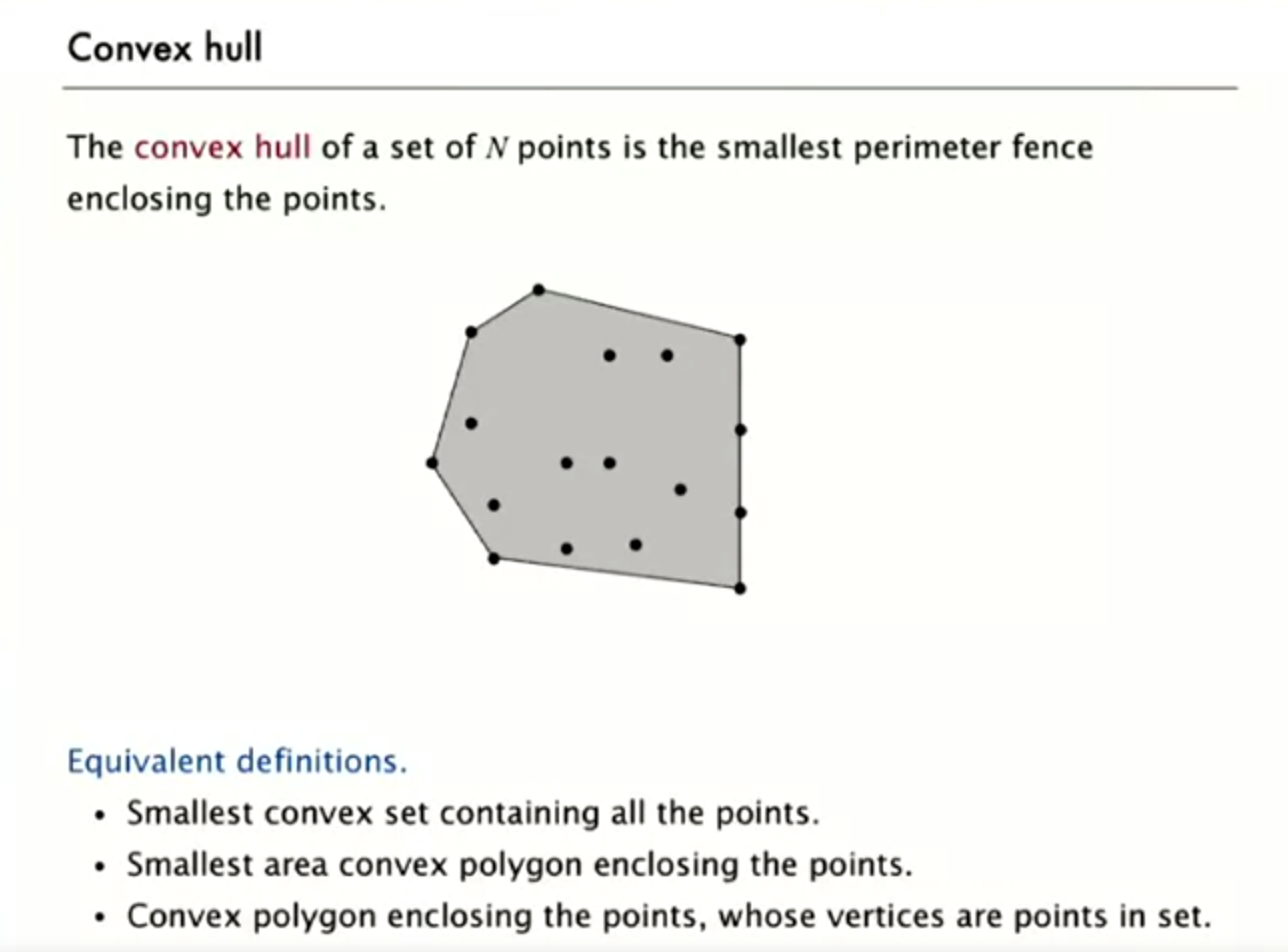 Convex hull
The convex hull of a set of N points is the smallest perimeter fence
enclosing the points.
Equivalent definitions.
• Smallest convex set containing all the points.
• Smallest area convex polygon enclosing the points.
• Convex polygon enclosing the points, whose vertices are points in set.